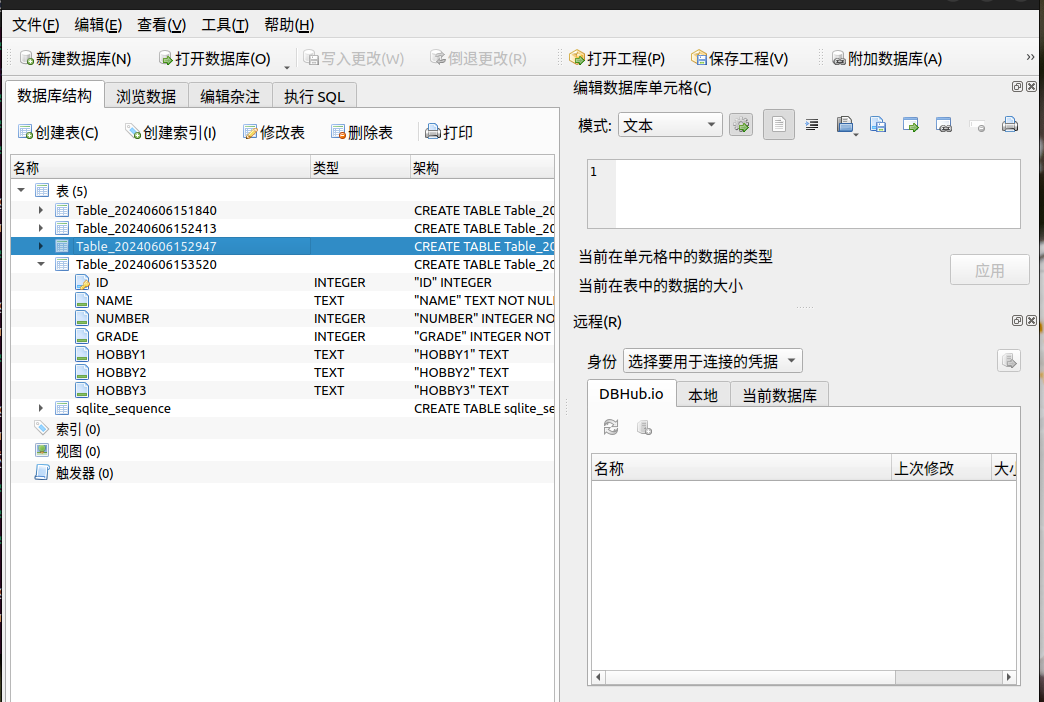 文件(F) 编辑(E) 查看(V) 工具(T) 帮助(H)
新建数据库(N) 打开数据库(O) 写入更改(W) 倒退更改(R) 打开工程(P) 保存工程(V) 附加数据库(A) »
数据库结构 浏览数据 编辑杂注 执行 SQL
创建表(C) 创建索引(I) 修改表 删除表 打印
名称 类型 架构
表 (5)
Table_20240606151840 CREATE TABLE Table_20
Table_20240606152413 CREATE TABLE Table_20
Table_20240606152947 CREATE TABLE Table_20
Table_20240606153520 CREATE TABLE Table_20
ID INTEGER "ID" INTEGER
NAME TEXT "NAME" TEXT NOT NUL
NUMBER INTEGER "NUMBER" INTEGER NO
GRADE INTEGER "GRADE" INTEGER NOT
HOBBY1 TEXT "HOBBY1" TEXT
HOBBY2 TEXT "HOBBY2" TEXT
HOBBY3 TEXT "HOBBY3" TEXT
sqlite_sequence CREATE TABLE sqlite_se
索引 (0)
视图 (0)
触发器 (0)
编辑数据库单元格(C)
模式: 文本
1
当前在单元格中的数据的类型
当前在表中的数据的大小
应用
远程(R)
身份 选择要用于连接的凭据
DBHub.io 本地 当前数据库
名称 上次修改 大小